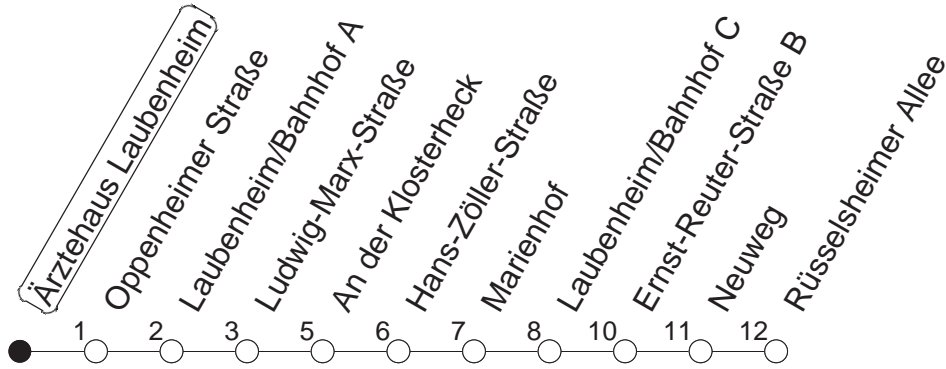 Ärztehaus Laubenheim
Oppenheimer Straße
Laubenheim/Bahnhof A
Ludwig-Marx-Straße
An der Klosterheck
Hans-Zöller-Straße
Marienhof
Laubenheim/Bahnhof C
Ernst-Reuter-Straße B
Neuweg
Rüsselsheimer Allee
1 2 3 5 6 7 8 10 11 12